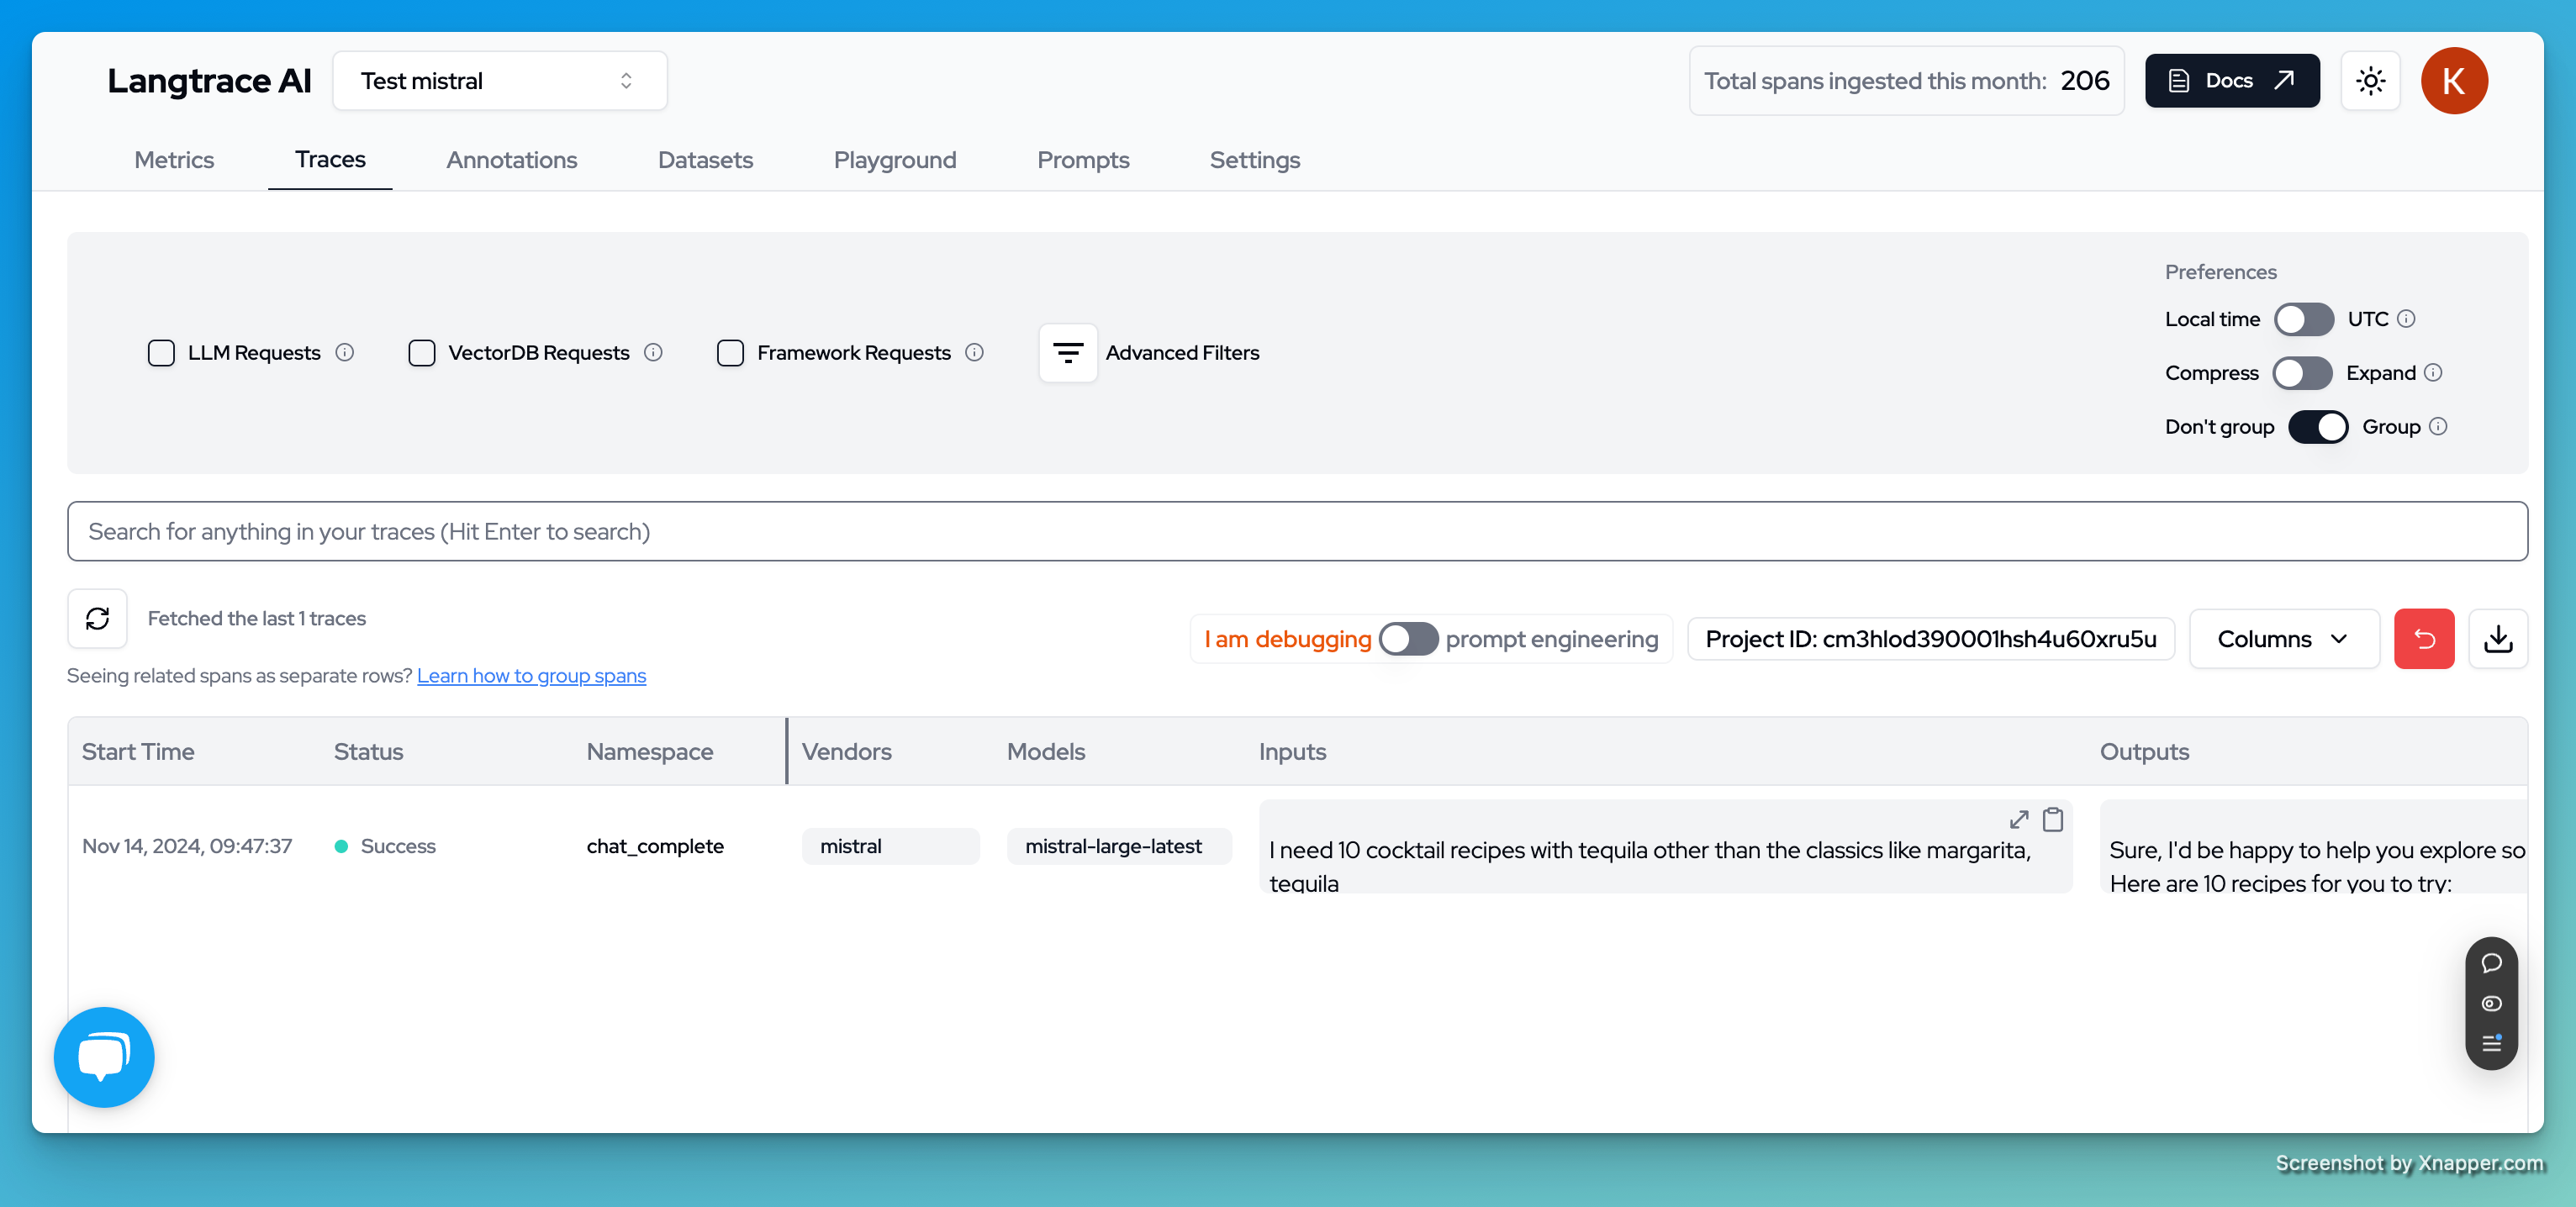 Langtrace AI
Test mistral
Total spans ingested this month: 206
Docs
K
Metrics
Traces
Annotations
Datasets
Playground
Prompts
Settings
LLM Requests
VectorDB Requests
Framework Requests
Advanced Filters
Preferences
Local time UTC
Compress Expand
Don't group Group
Search for anything in your traces (Hit Enter to search)
Fetched the last 1 traces
Seeing related spans as separate rows? Learn how to group spans
I am debugging prompt engineering
Project ID: cm3hlod390001hsh4u60xru5u
Columns
Start Time Status Namespace Vendors Models Inputs Outputs
Nov 14, 2024, 09:47:37
Success
chat_complete
mistral
mistral-large-latest
I need 10 cocktail recipes with tequila other than the classics like margarita,
tequila
Sure, I'd be happy to help you explore so
Here are 10 recipes for you to try:
Screenshot by Xnapper.com